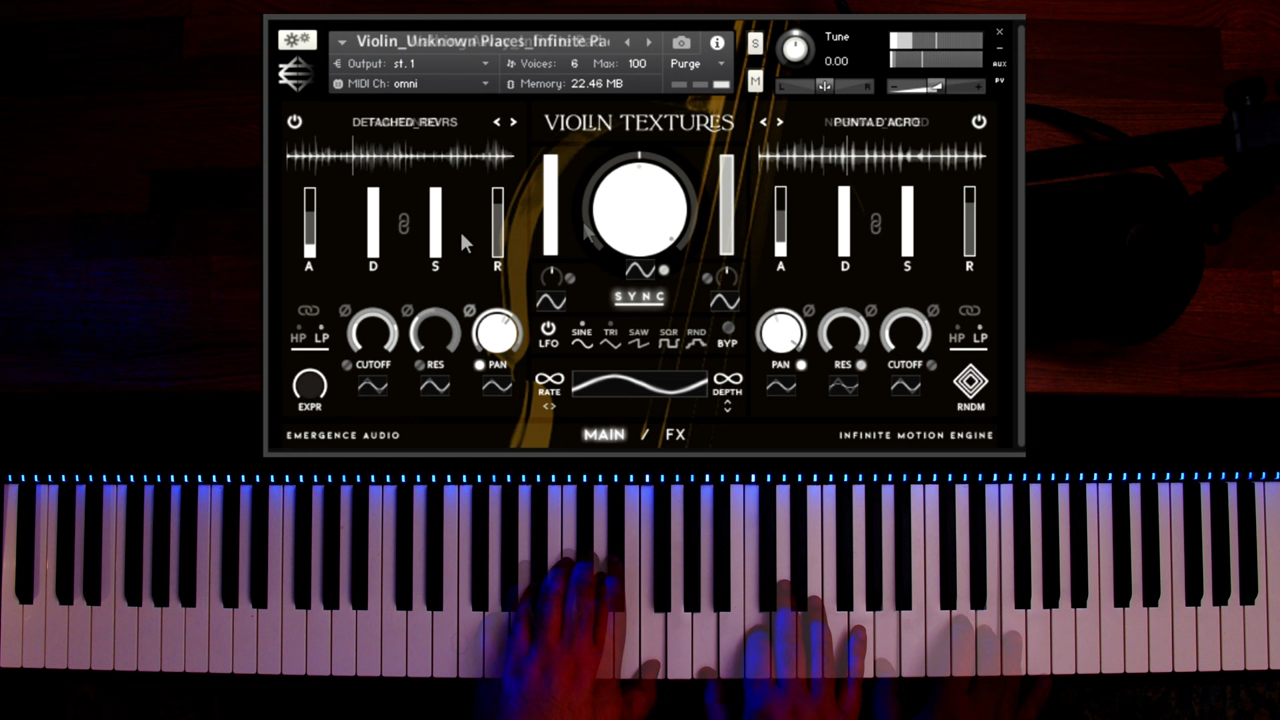 Violin_Unknown Places_Infinite
S
Tune
0.00
Output: st. 1
Voices: 6 Max: 100
Purge
AUX
MIDI Ch: omni
Memory: 22.46 MB
M
L R
PV
DETACHED_REVRS
VIOLIN TEXTURES
PUNTA D'ACRO
A D S R
A D S R
SYNC
HP LP
LFO
SINE TRI SAW SQR RND
BYP
HP LP
CUTOFF RES PAN
PAN RES CUTOFF
RATE
DEPTH
EXPR
RNDM
EMERGENCE AUDIO
MAIN / FX
INFINITE MOTION ENGINE